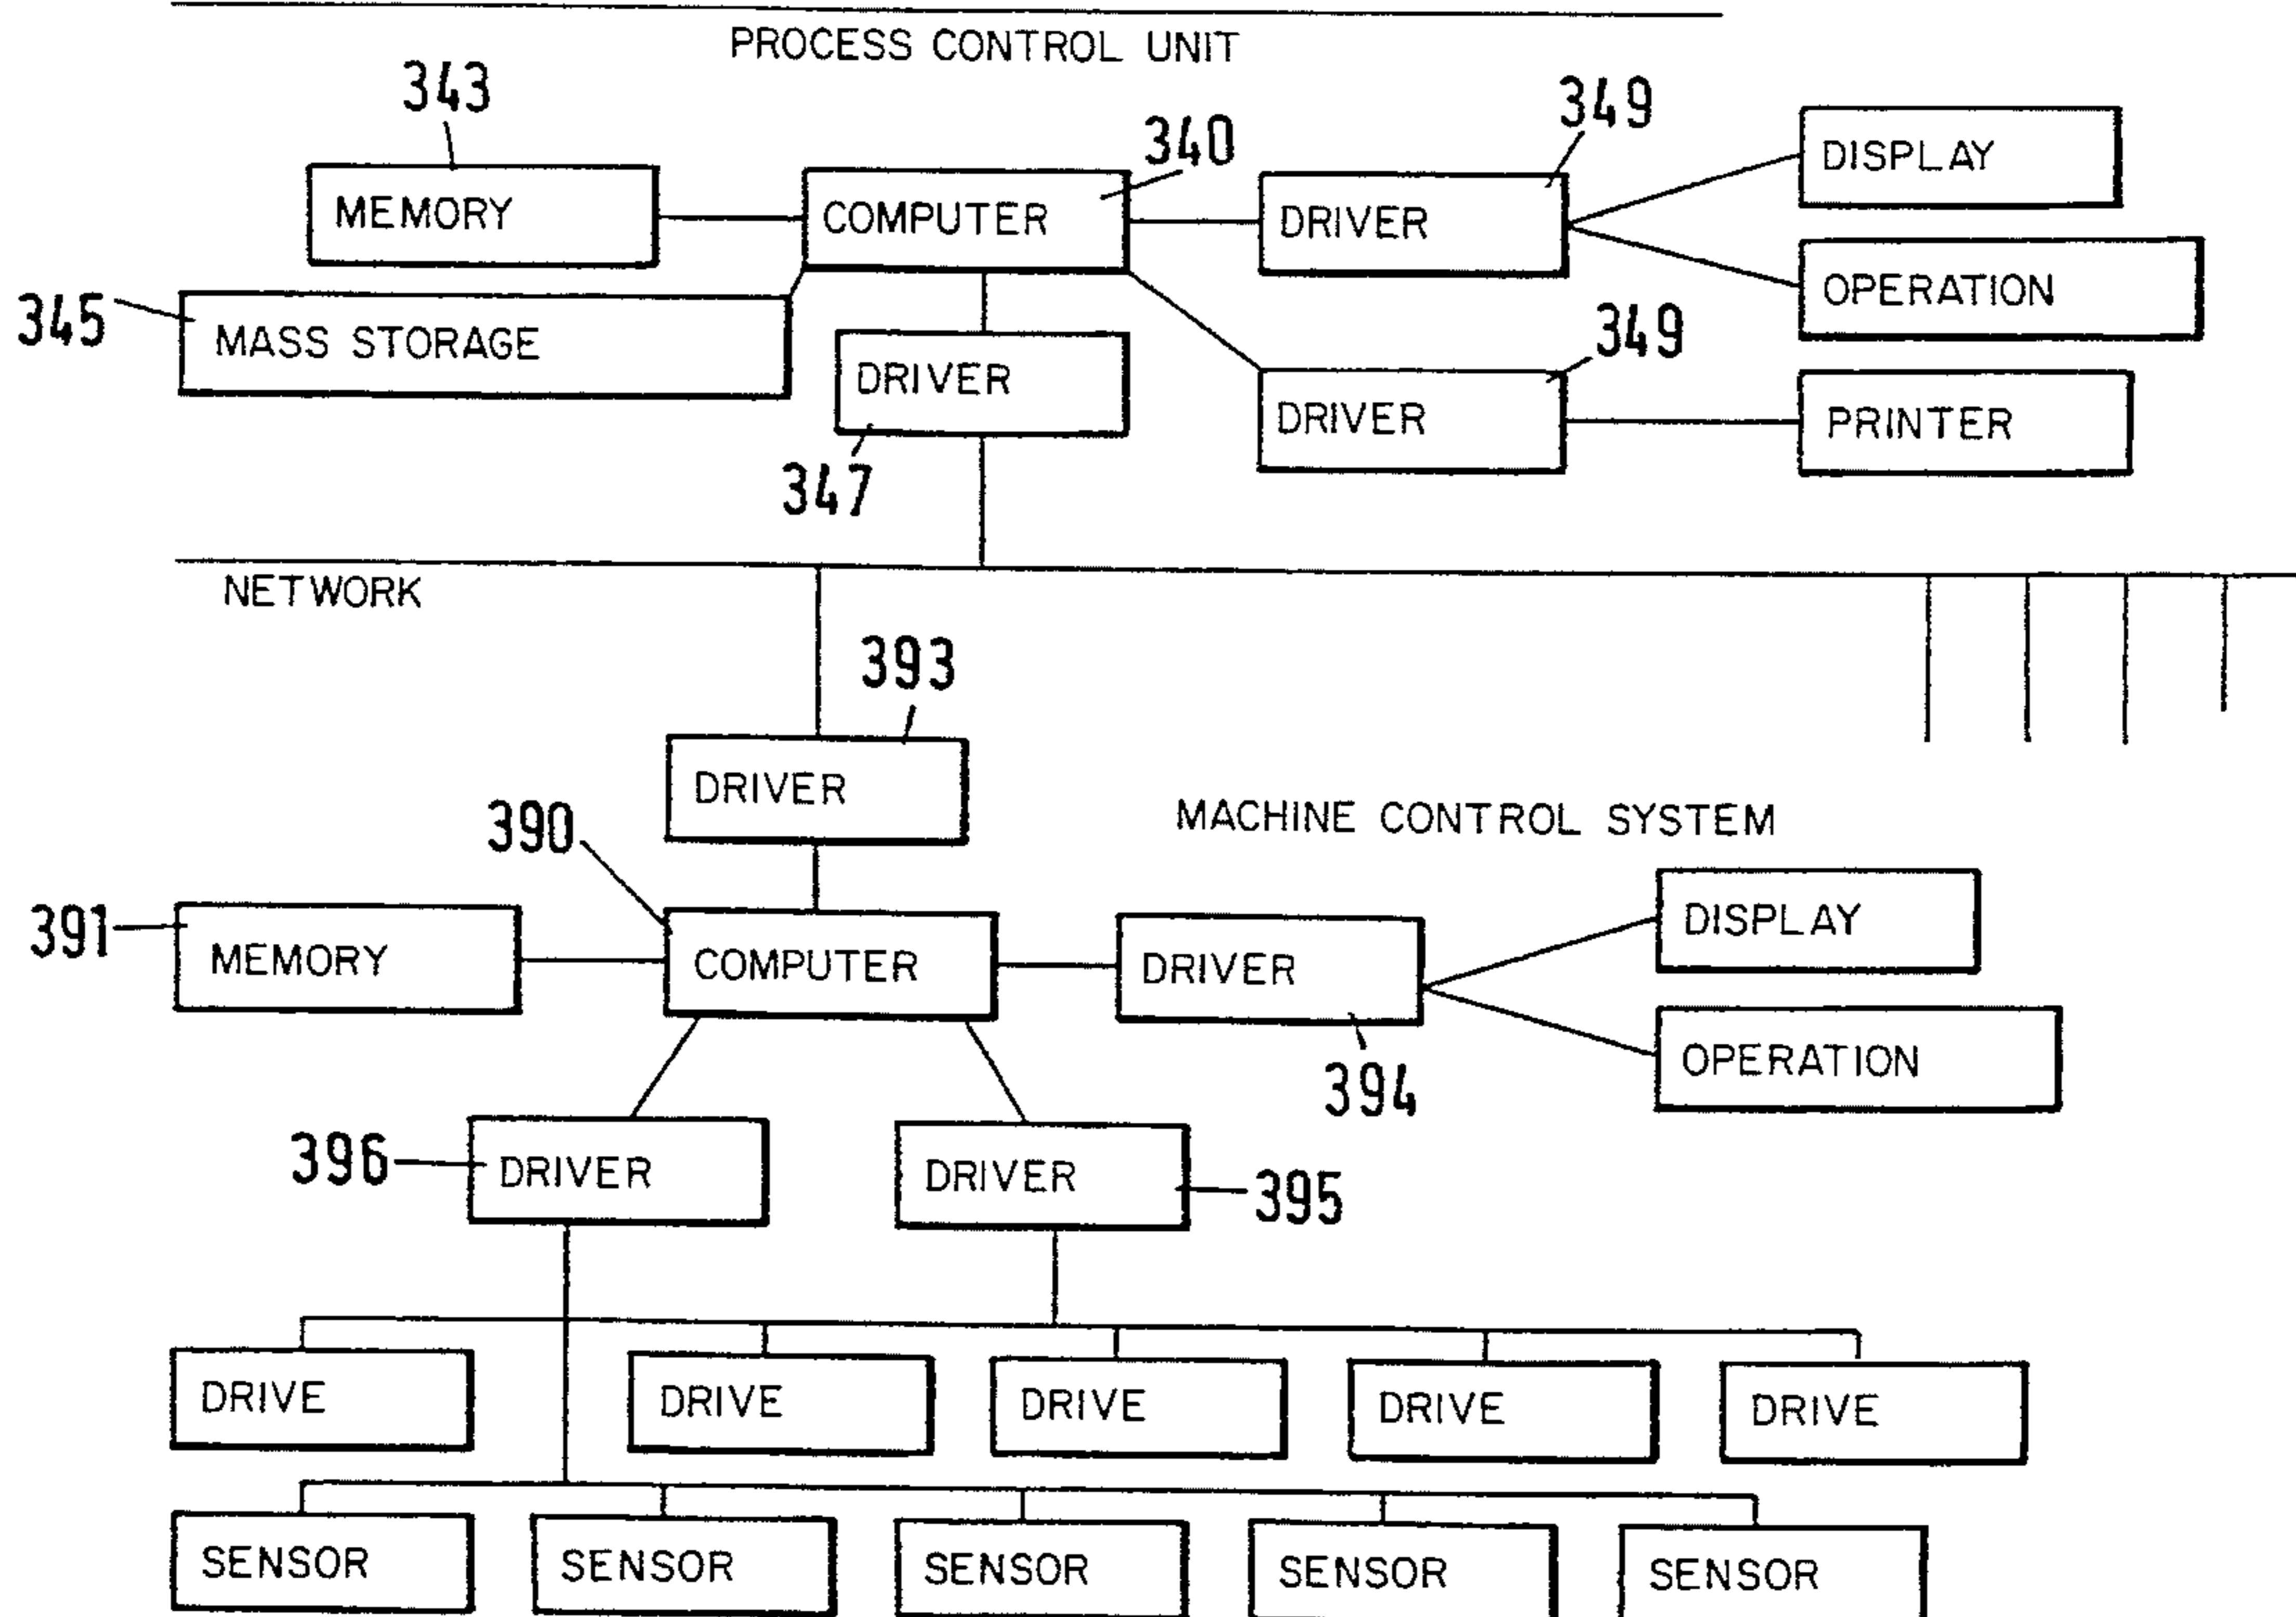 PROCESS CONTROL UNIT
343
340
349
MEMORY
COMPUTER
DRIVER
DISPLAY
OPERATION
345
MASS STORAGE
DRIVER
349
DRIVER
PRINTER
347
NETWORK
393
DRIVER
390
MACHINE CONTROL SYSTEM
391
MEMORY
COMPUTER
DRIVER
DISPLAY
OPERATION
394
396
DRIVER
DRIVER
395
DRIVE
DRIVE
DRIVE
DRIVE
DRIVE
SENSOR
SENSOR
SENSOR
SENSOR
SENSOR